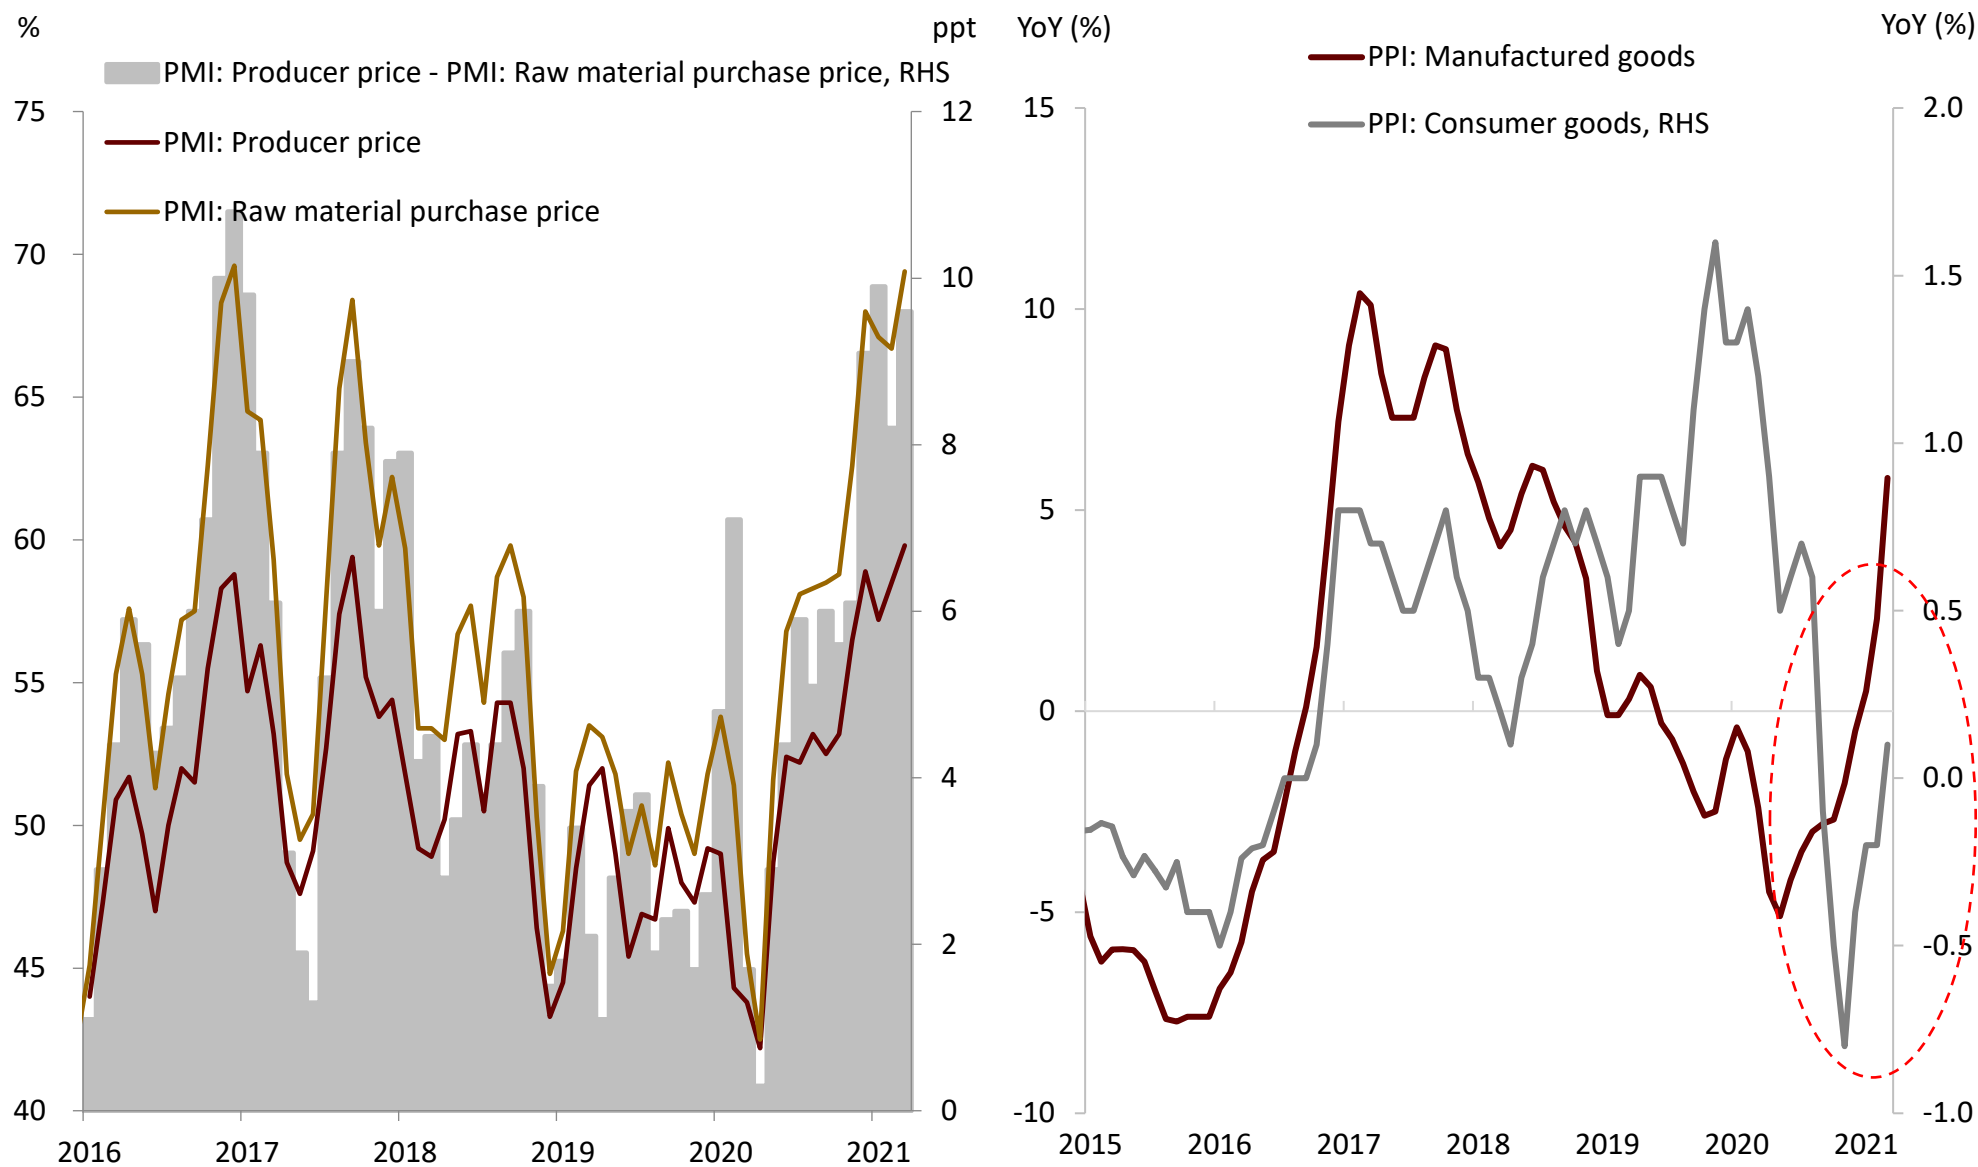 %
ppt
PMI: Producer price - PMI: Raw material purchase price, RHS
PMI: Producer price
PMI: Raw material purchase price
75
70
65
60
55
50
45
40
12
10
8
6
4
2
0
2016 2017 2018 2019 2020 2021
YoY (%)
YoY (%)
PPI: Manufactured goods
PPI: Consumer goods, RHS
15
10
5
0
-5
-10
2.0
1.5
1.0
0.5
0.0
-0.5
-1.0
2015 2016 2017 2018 2019 2020 2021